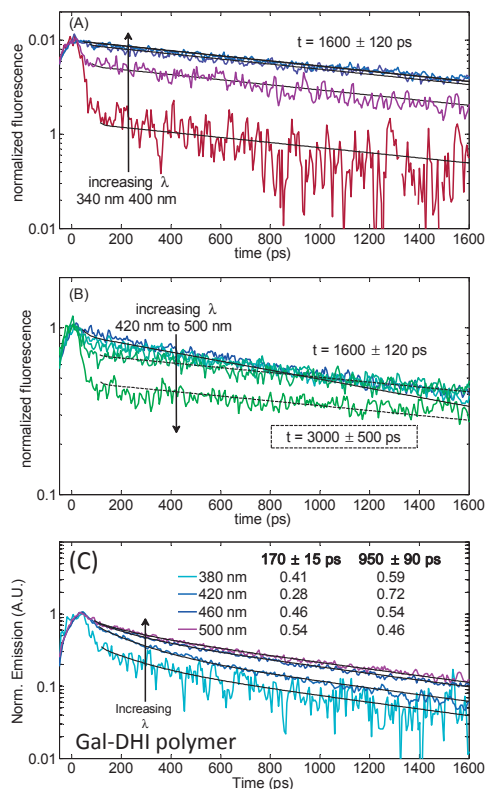 (A)
0.01
t = 1600 ± 120 ps
normalized fluorescence
1
increasing λ
340 nm 400 nm
0.01
0 200 400 600 800 1000 1200 1400 1600
time (ps)
(B)
increasing λ
420 nm to 500 nm
1
t = 1600 ± 120 ps
normalized fluorescence
t = 3000 ± 500 ps
0.1
0 200 400 600 800 1000 1200 1400 1600
time (ps)
(C)
170 ± 15 ps 950 ± 90 ps
380 nm 0.41 0.59
420 nm 0.28 0.72
460 nm 0.46 0.54
500 nm 0.54 0.46
Norm. Emission (A.U.)
1
0.1
Increasing
λ
Gal-DHI polymer
0.01
0 200 400 600 800 1000 1200 1400 1600
Time (ps)